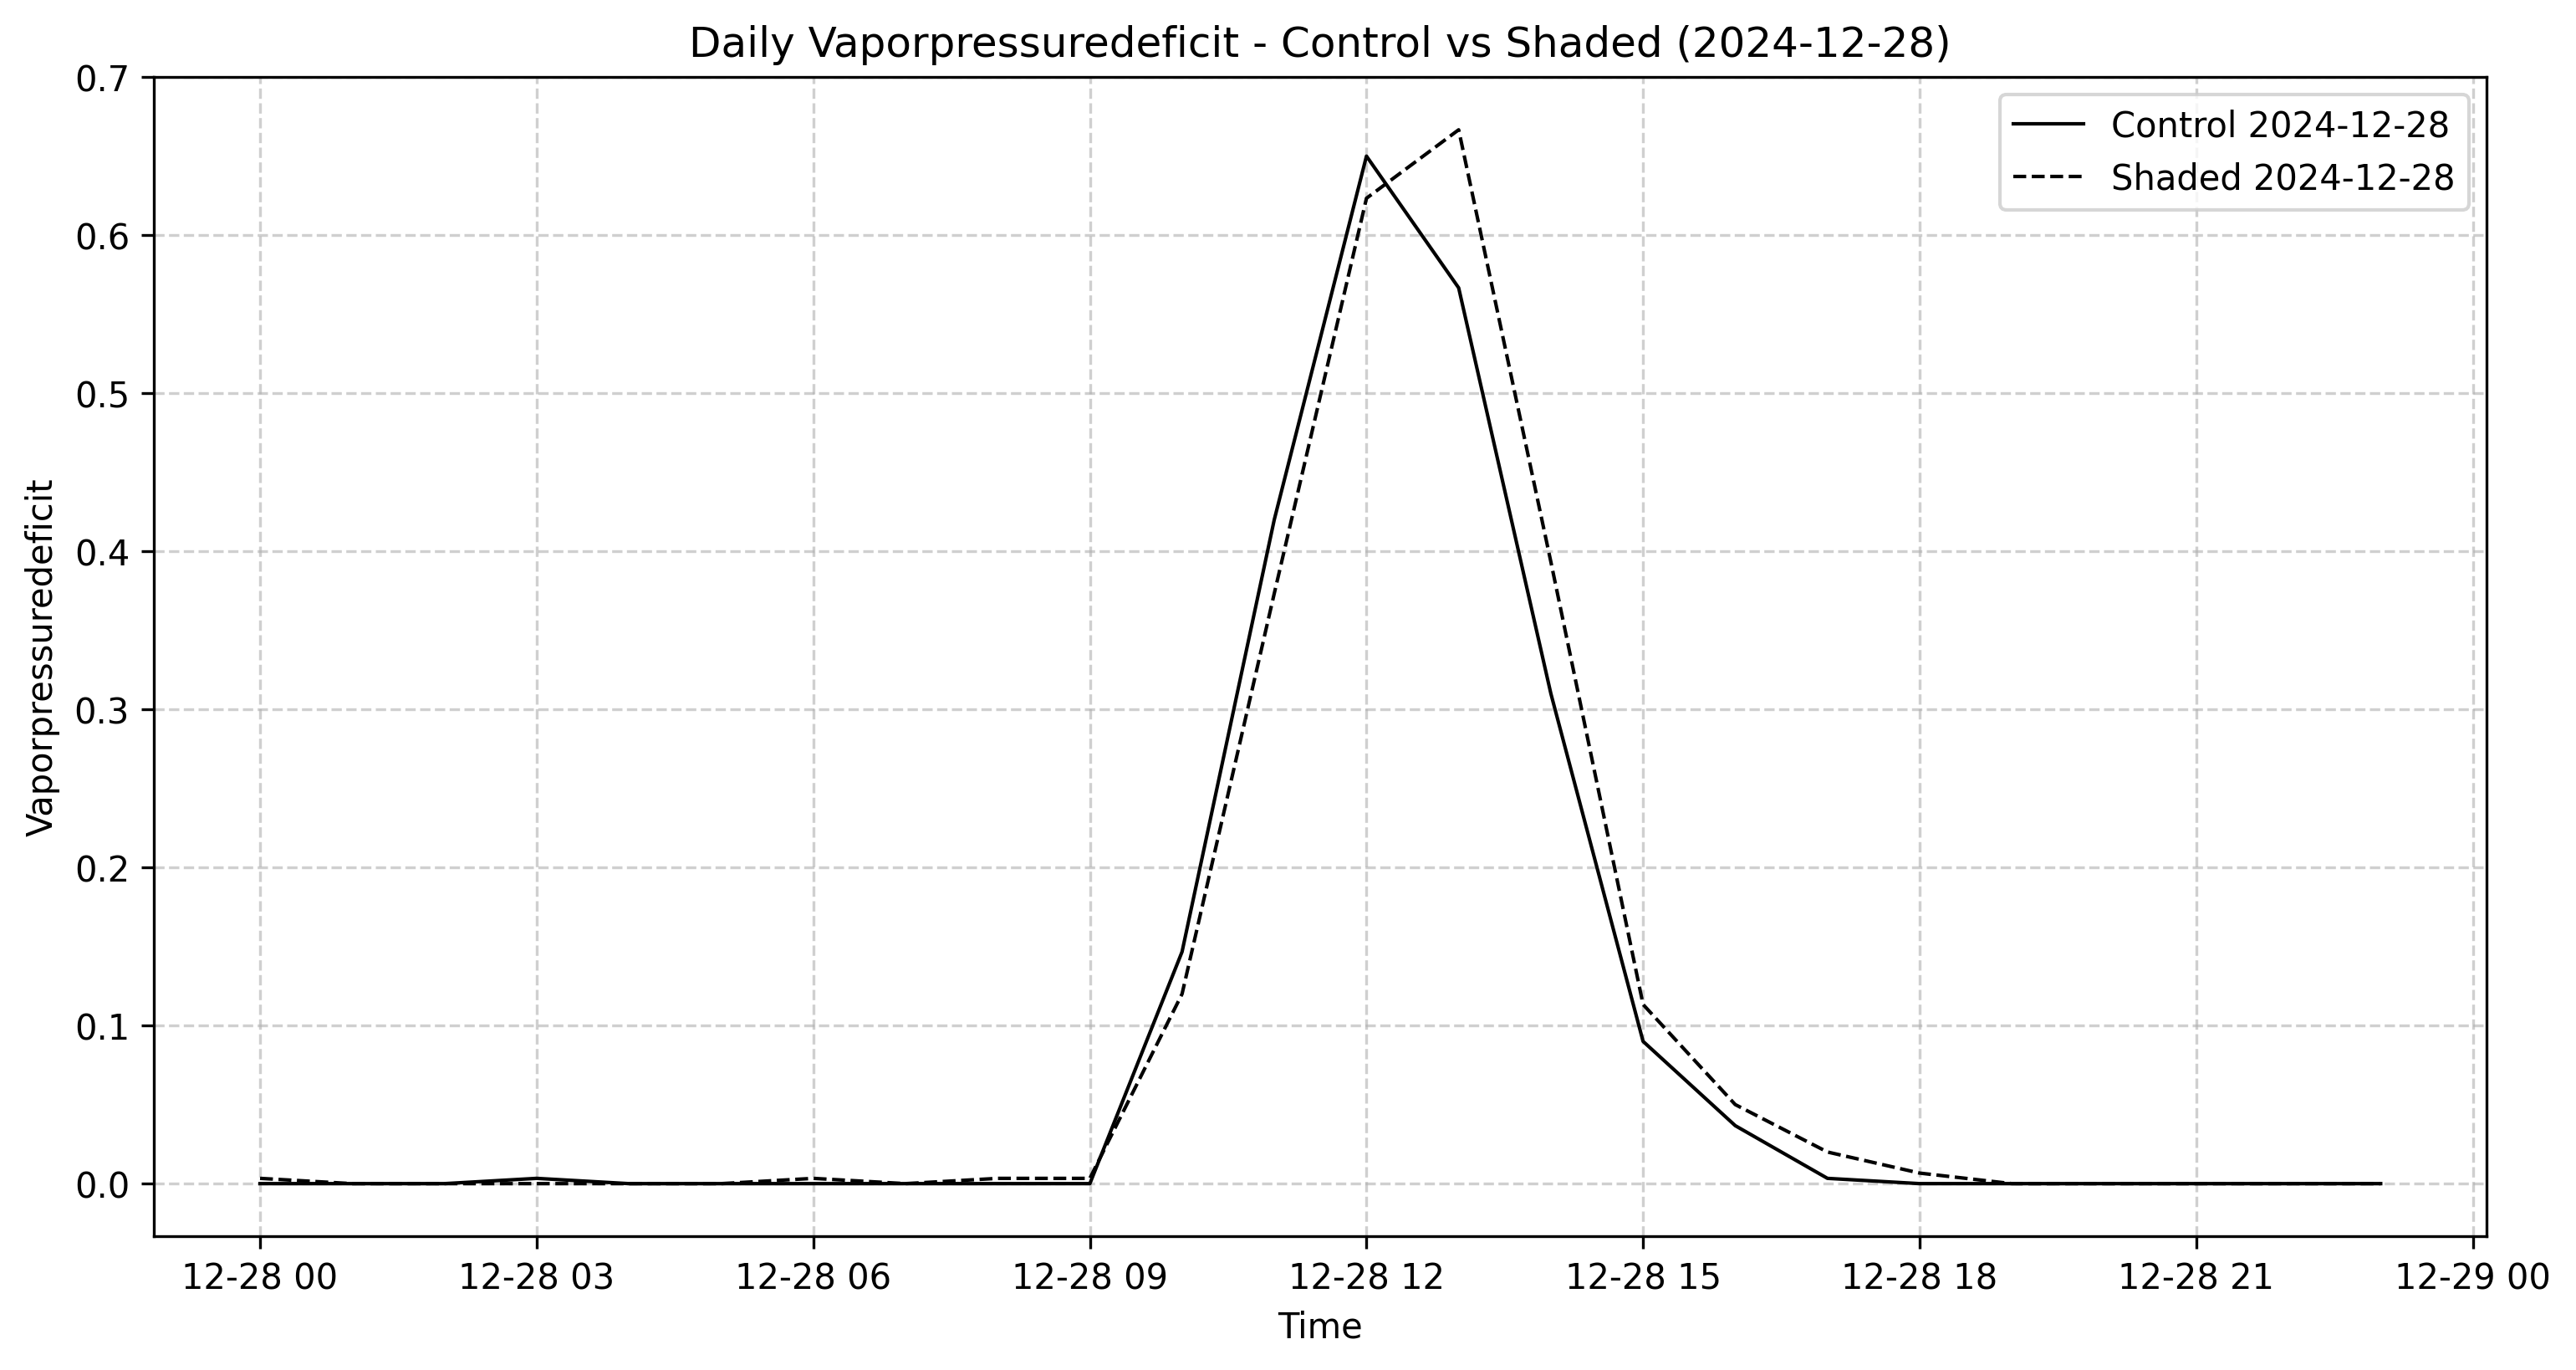 Daily Vaporpressuredeficit - Control vs Shaded (2024-12-28)
Control 2024-12-28
Shaded 2024-12-28
Vaporpressuredeficit
0.7
0.6
0.5
0.4
0.3
0.2
0.1
0.0
12-28 00 12-28 03 12-28 06 12-28 09 12-28 12 12-28 15 12-28 18 12-28 21 12-29 00
Time